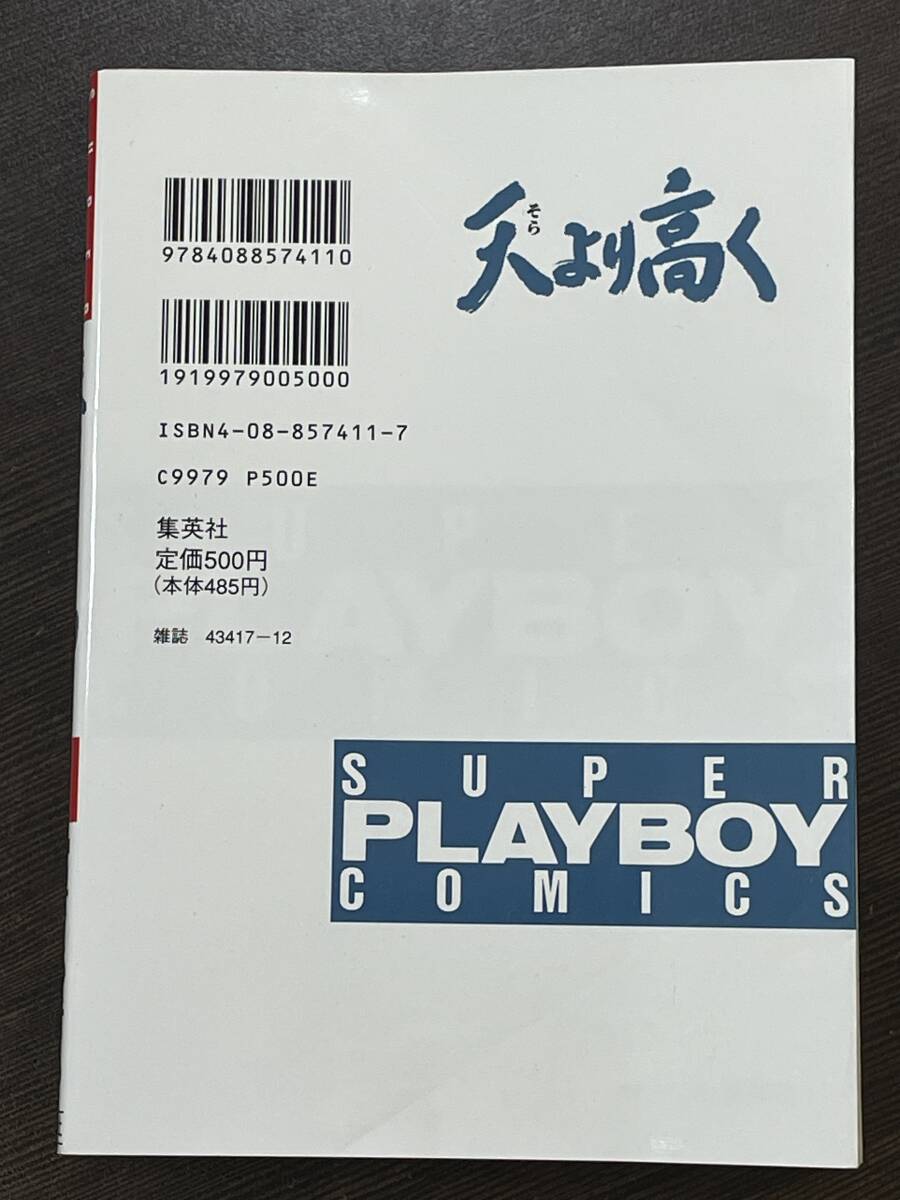 9784088574110
天より高く
そら
1919979005000
ISBN4-08-857411-7
C9979 P500E
集英社
定価500円
(本体485円)
雑誌 43417-12
SUPER
PLAYBOY
COMICS